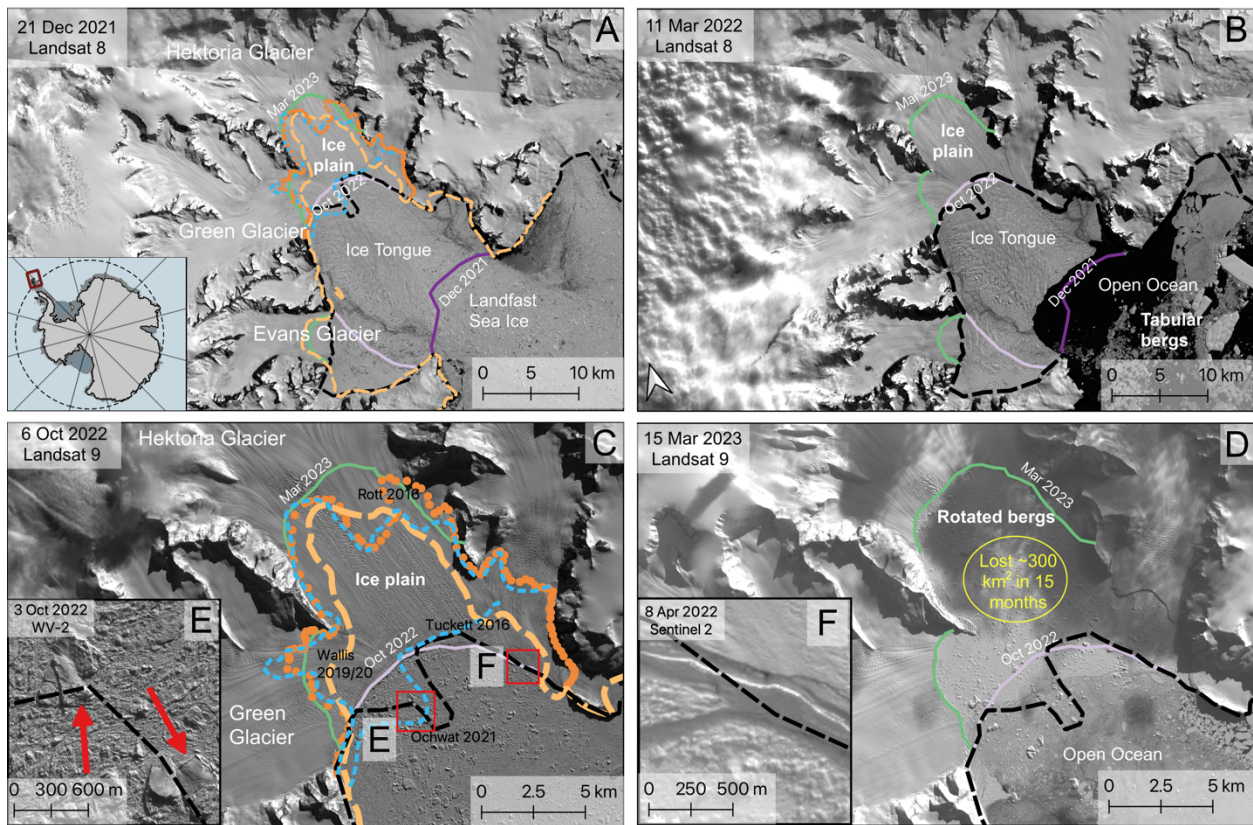 21 Dec 2021
Landsat 8
Hektoria Glacier
A
Mar 2023
Ice
plain
Oct 2022
Green Glacier
Ice Tongue
Dec 2021
Landfast
Sea Ice
Evans Glacier
0 5 10 km
11 Mar 2022
Landsat 8
B
Mar 2023
Ice
plain
Oct 2022
Ice Tongue
Dec 2021
Open Ocean
Tabular
bergs
0 5 10 km
6 Oct 2022
Landsat 9
Hektoria Glacier
C
Mar 2023
Rott 2016
Ice plain
Tuckett 2016
Wallis
2019/20
Oct 2022
F
E
Ochwat 2021
Green
Glacier
0 2.5 5 km
3 Oct 2022
WV-2
E
0 300 600 m
15 Mar 2023
Landsat 9
D
Mar 2023
Rotated bergs
Lost ~300
km² in 15
months
Oct 2022
Open Ocean
0 2.5 5 km
8 Apr 2022
Sentinel 2
F
0 250 500 m